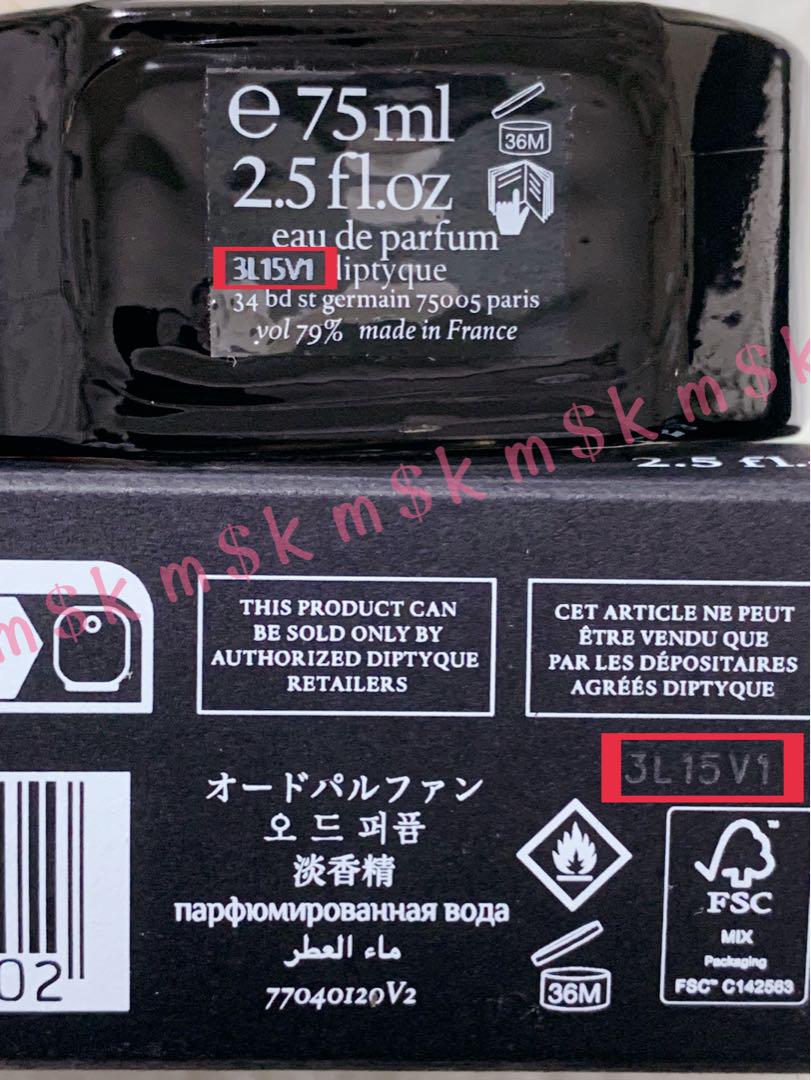 e 75ml
36M
2.5 fl.oz
eau de parfum
3L15V1 liptyque
34 bd st germain 75005 paris
vol 79% made in France
2.5 fl.
m$k m$k m$k m$k m$k
THIS PRODUCT CAN
BE SOLD ONLY BY
AUTHORIZED DIPTYQUE
RETAILERS
CET ARTICLE NE PEUT
ÊTRE VENDU QUE
PAR LES DÉPOSITAIRES
AGRÉÉS DIPTYQUE
3L15V1
オードパルファン
오 드 퍼퓸
淡香精
парфюмированная вода
ماء العطر
77040120V2
02
36M
FSC™
MIX
Packaging
FSC™ C142563